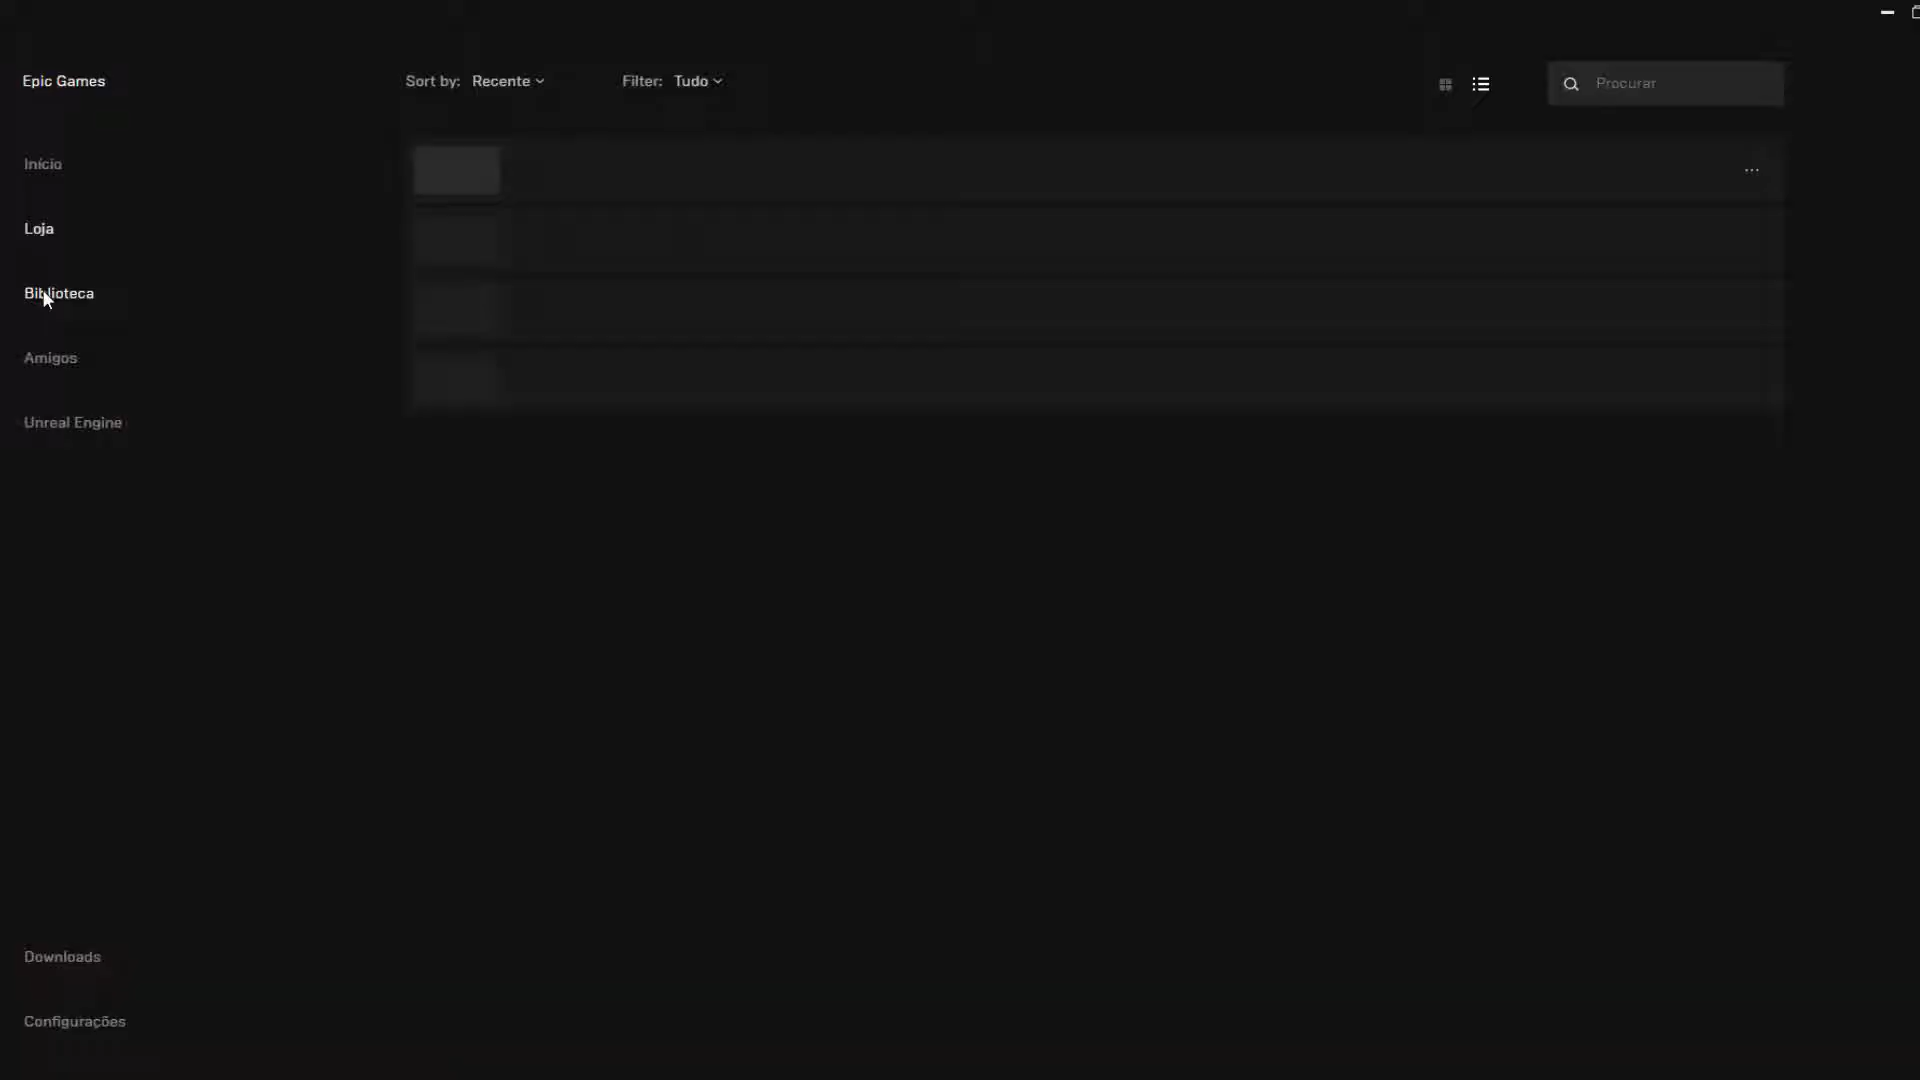 Epic Games
Sort by: Recente
Filter: Tudo
Procurar
Início
Loja
Biblioteca
Amigos
Unreal Engine
Downloads
Configurações